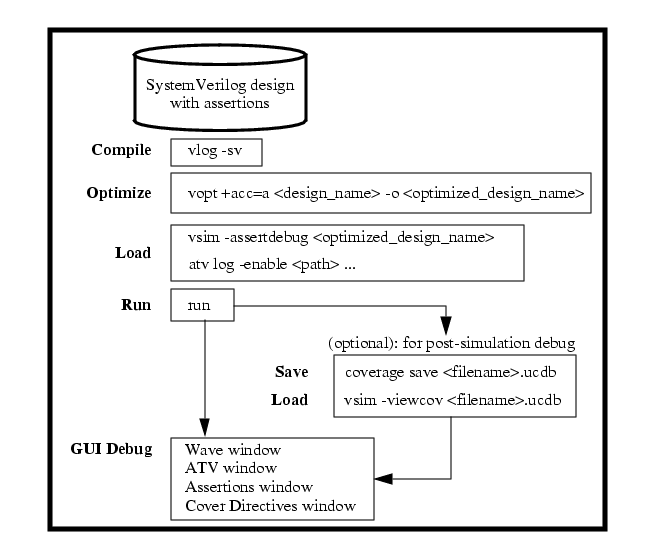 SystemVerilog design
with assertions
Compile
vlog -sv
Optimize
vopt +acc=a <design_name> -o <optimized_design_name>
Load
vsim -assertdebug <optimized_design_name>
atv log -enable <path> ...
Run
run
(optional): for post-simulation debug
Save
coverage save <filename>.ucdb
Load
vsim -viewcov <filename>.ucdb
GUI Debug
Wave window
ATV window
Assertions window
Cover Directives window